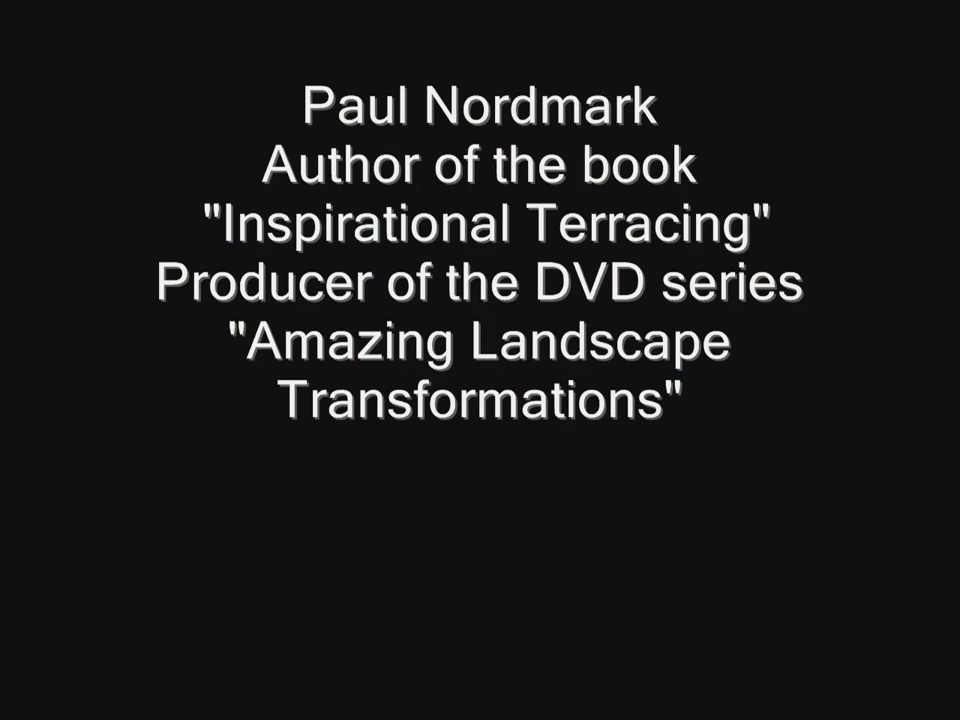 Paul Nordmark
Author of the book
"Inspirational Terracing"
Producer of the DVD series
"Amazing Landscape
Transformations"